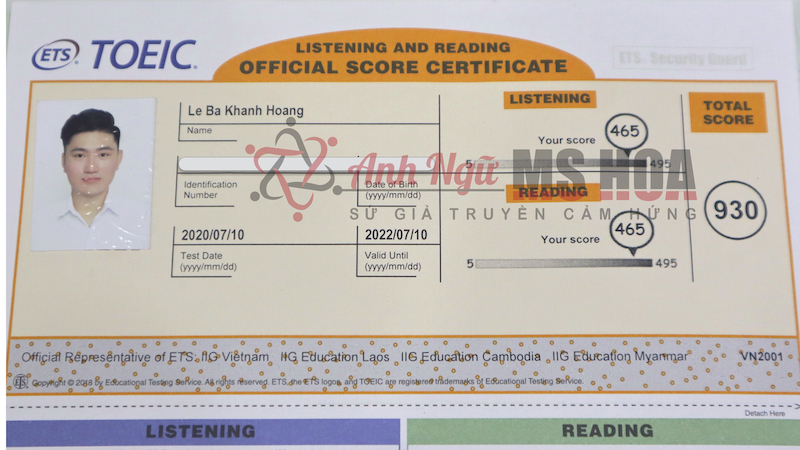 ETS® TOEIC®
LISTENING AND READING
OFFICIAL SCORE CERTIFICATE
ETS® Security Guard
Le Ba Khanh Hoang
Name
Identification
Number
Date of Birth
(yyyy/mm/dd)
2020/07/10
Test Date
(yyyy/mm/dd)
2022/07/10
Valid Until
(yyyy/mm/dd)
LISTENING
Your score
465
5
495
READING
Your score
465
5
495
TOTAL
SCORE
930
Anh Ngữ MS HOA
SỨ GIẢ TRUYỀN CẢM HỨNG
Official Representative of ETS: IIG Vietnam IIG Education Laos IIG Education Cambodia IIG Education Myanmar VN2001
ETS Copyright © 2018 by Educational Testing Service. All rights reserved. ETS, the ETS logos, and TOEIC are registered trademarks of Educational Testing Service.
Detach Here
LISTENING
READING